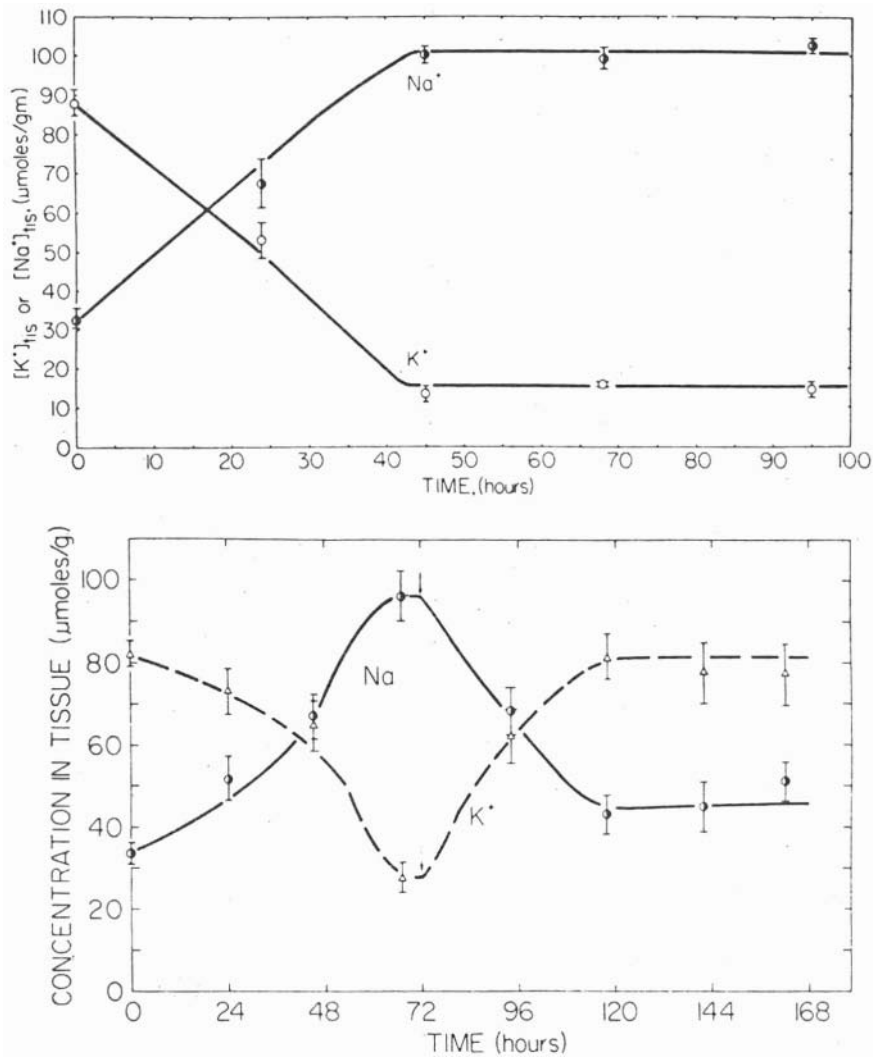 110
100
90
80
70
60
50
40
30
20
10
0
[K⁺]tis or [Na⁺]tis, (μmoles/gm)
Na⁺
K⁺
0 10 20 30 40 50 60 70 80 90 100
TIME, (hours)
CONCENTRATION IN TISSUE (μmoles/g)
100
80
60
40
20
0
Na
K⁺
0 24 48 72 96 120 144 168
TIME (hours)